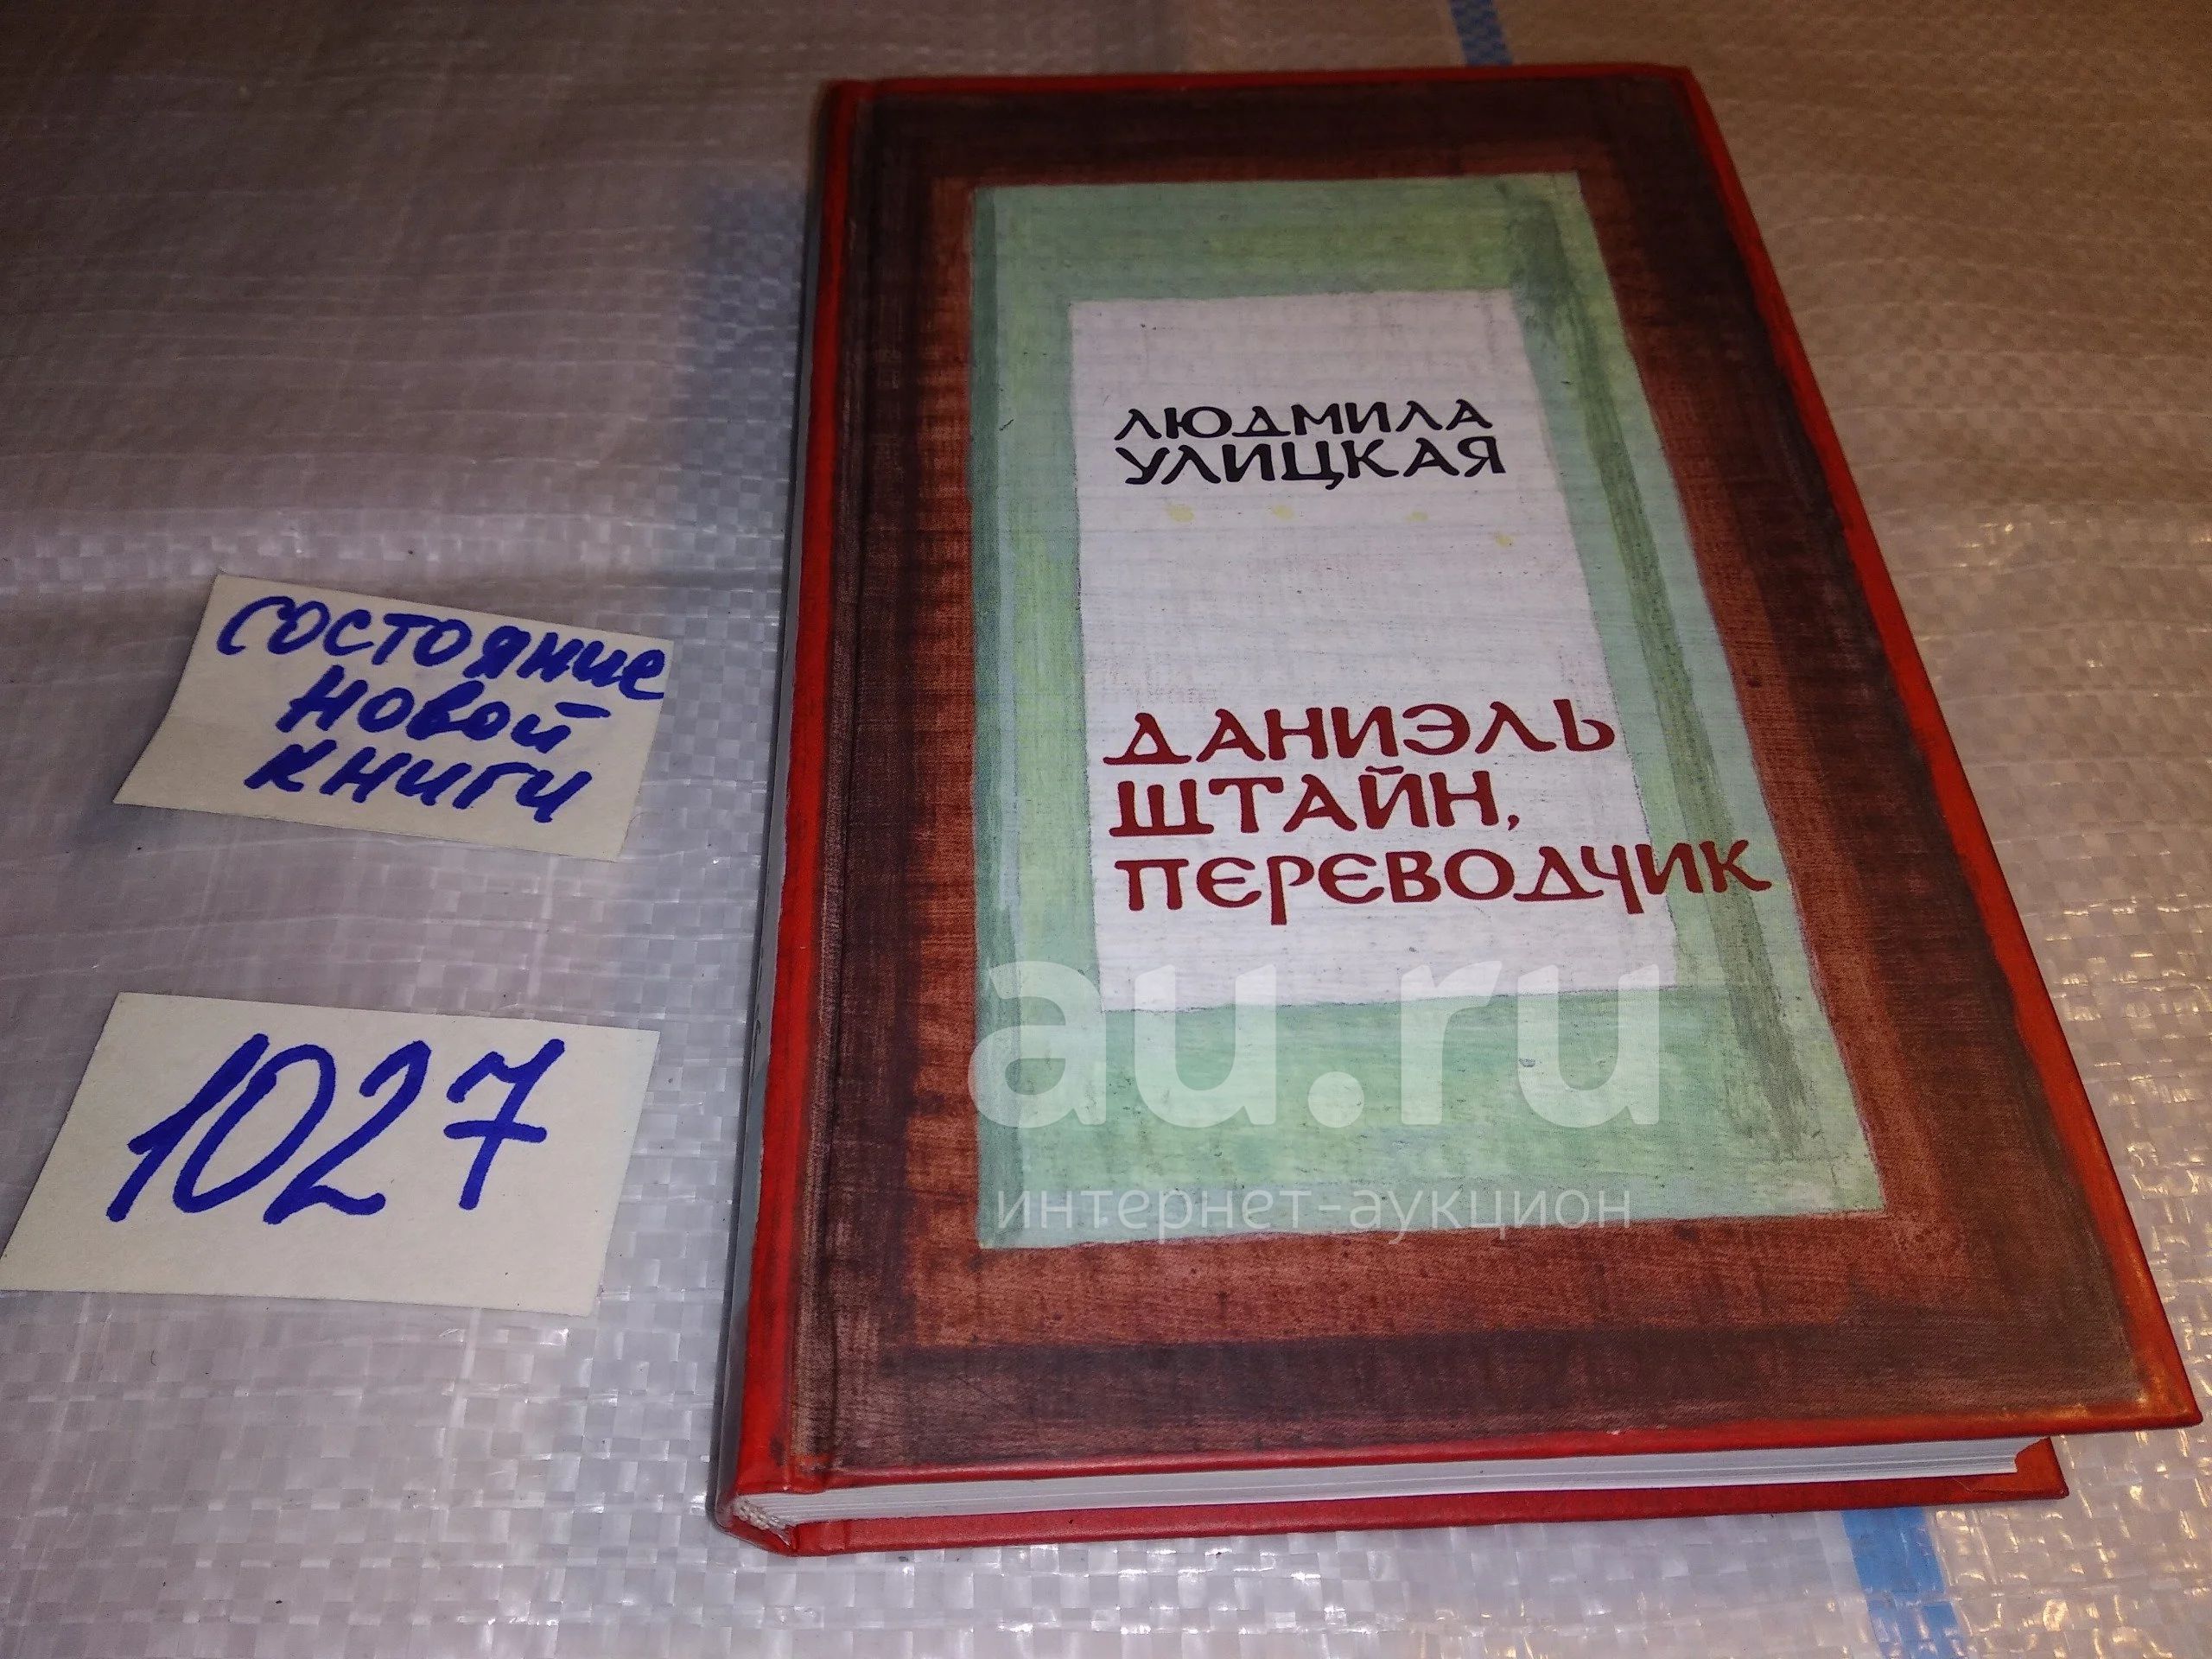 состояние
новой
книги
1027
ЛЮДМИЛА
УЛИЦКАЯ
ДАНИЭЛЬ
ШТАЙН,
ПЕРЕВОДЧИК
au.ru
интернет-аукцион